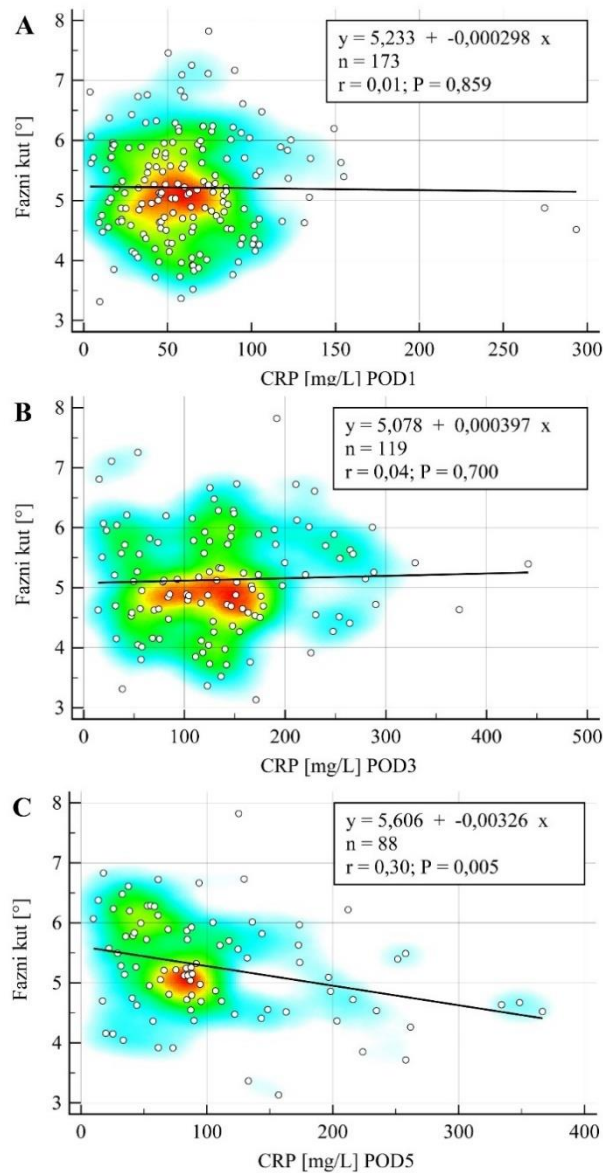 A
y = 5,233 + -0,000298 x
n = 173
r = 0,01; P = 0,859
Fazni kut [°]
8
7
6
5
4
3
0 50 100 150 200 250 300
CRP [mg/L] POD1
B
y = 5,078 + 0,000397 x
n = 119
r = 0,04; P = 0,700
Fazni kut [°]
8
7
6
5
4
3
0 100 200 300 400 500
CRP [mg/L] POD3
C
y = 5,606 + -0,00326 x
n = 88
r = 0,30; P = 0,005
Fazni kut [°]
8
7
6
5
4
3
0 100 200 300 400
CRP [mg/L] POD5